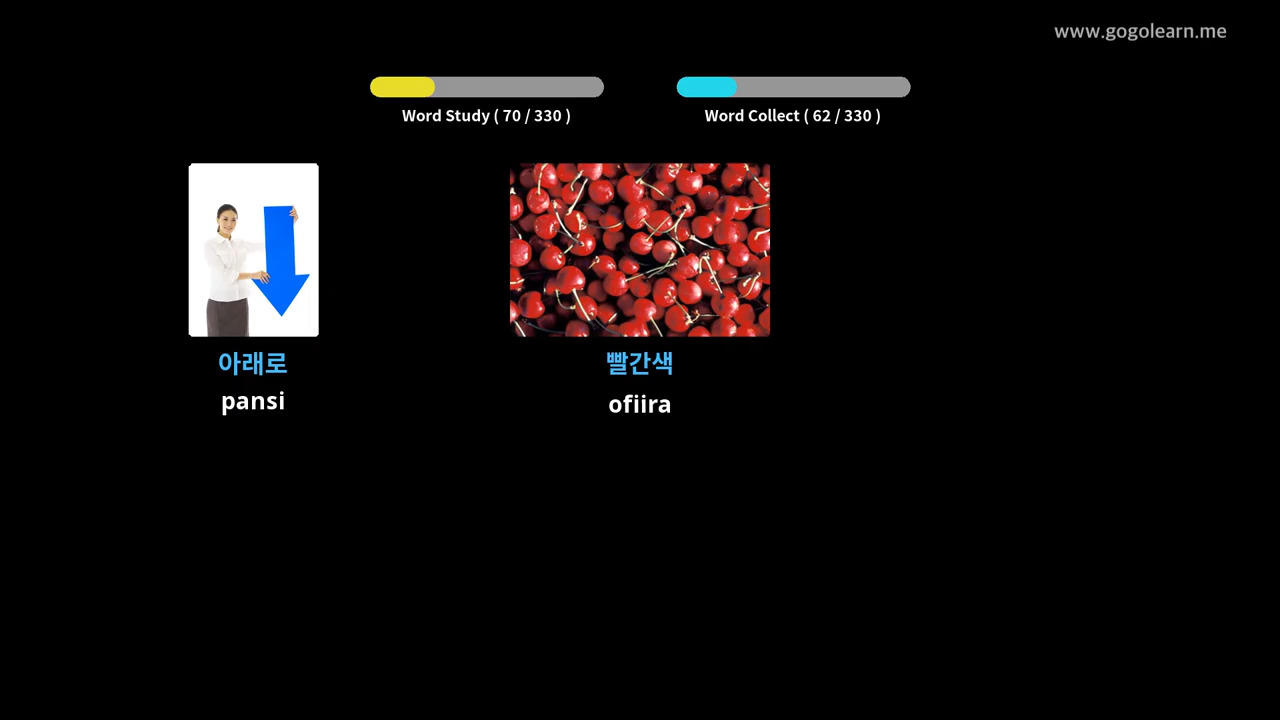 www.gogolearn.me
Word Study ( 70 / 330 )
Word Collect ( 62 / 330 )
아래로
pansi
빨간색
ofiira